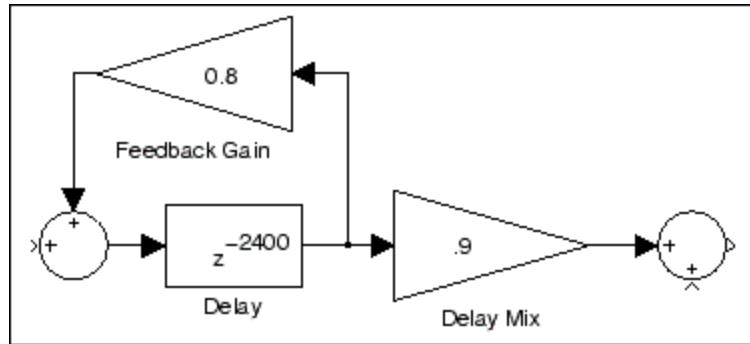 0.8
Feedback Gain
+
+
z-2400
.9
+
+
Delay
Delay Mix